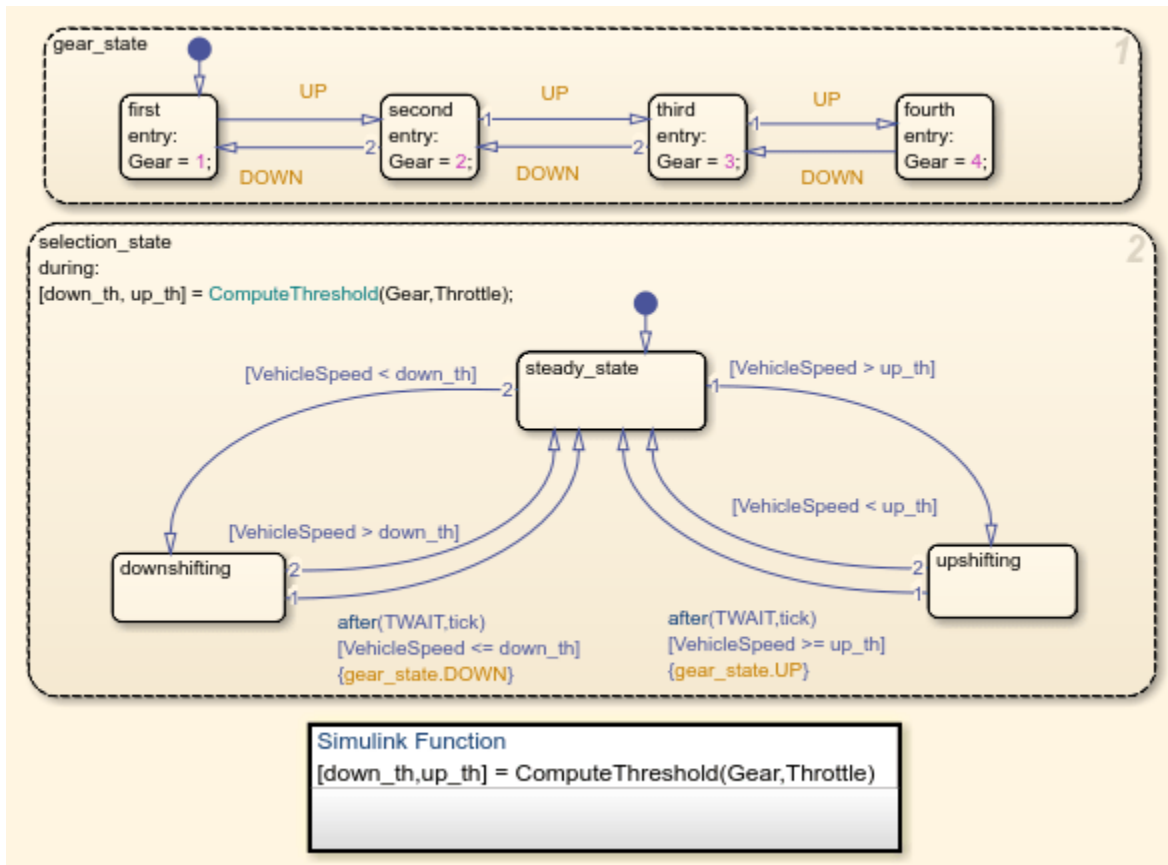 gear_state
1
UP
UP
UP
first
entry:
Gear = 1;
second
entry:
Gear = 2;
third
entry:
Gear = 3;
fourth
entry:
Gear = 4;
1
1
2
2
DOWN
DOWN
DOWN
selection_state
2
during:
[down_th, up_th] = ComputeThreshold(Gear,Throttle);
steady_state
[VehicleSpeed < down_th]
2
1
[VehicleSpeed > up_th]
[VehicleSpeed > down_th]
[VehicleSpeed < up_th]
downshifting
2
1
upshifting
2
1
after(TWAIT,tick)
[VehicleSpeed <= down_th]
{gear_state.DOWN}
after(TWAIT,tick)
[VehicleSpeed >= up_th]
{gear_state.UP}
Simulink Function
[down_th,up_th] = ComputeThreshold(Gear,Throttle)